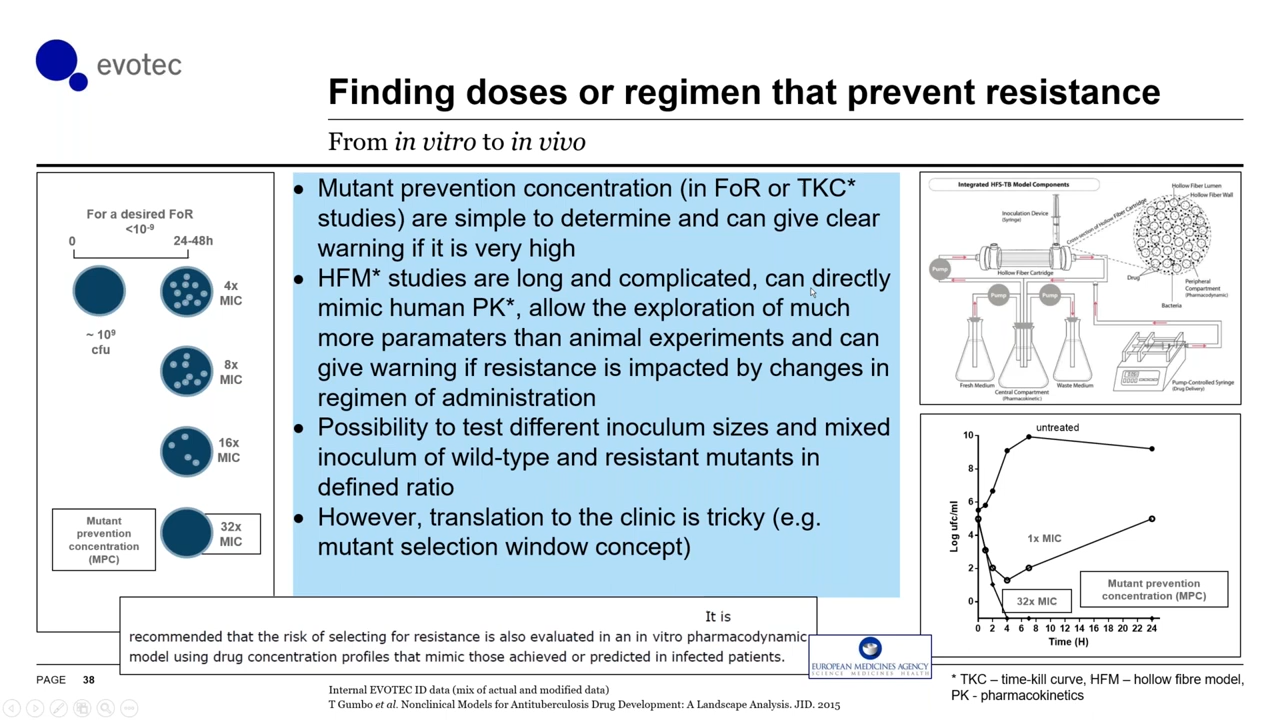 evotec
Finding doses or regimen that prevent resistance
From in vitro to in vivo
For a desired FoR
<10-9
0
24-48h
4x
MIC
~ 10⁹
cfu
8x
MIC
16x
MIC
Mutant
prevention
concentration
(MPC)
32x
MIC
• Mutant prevention concentration (in FoR or TKC*
studies) are simple to determine and can give clear
warning if it is very high
• HFM* studies are long and complicated, can directly
mimic human PK*, allow the exploration of much
more paramaters than animal experiments and can
give warning if resistance is impacted by changes in
regimen of administration
• Possibility to test different inoculum sizes and mixed
inoculum of wild-type and resistant mutants in
defined ratio
• However, translation to the clinic is tricky (e.g.
mutant selection window concept)
Integrated HFS-TB Model Components
Hollow Fiber Lumen
Hollow Fiber Wall
Inoculation Device
(Syringe)
Cross-section of Hollow Fiber Cartridge
Pump
Hollow Fiber Cartridge
Drug
Peripheral
Compartment
(Pharmacodynamic)
Bacteria
Pump
Pump
Fresh Medium
Central Compartment
(Pharmacokinetic)
Waste Medium
Pump-Controlled Syringe
(Drug Delivery)
untreated
10
8
6
4
2
0
Log ufc/ml
1x MIC
32x MIC
Mutant prevention
concentration (MPC)
0 2 4 6 8 10 12 14 16 18 20 22 24
Time (H)
It is
recommended that the risk of selecting for resistance is also evaluated in an in vitro pharmacodynamic
model using drug concentration profiles that mimic those achieved or predicted in infected patients.
EUROPEAN MEDICINES AGENCY
SCIENCE MEDICINES HEALTH
PAGE 38
Internal EVOTEC ID data (mix of actual and modified data)
T Gumbo et al. Nonclinical Models for Antituberculosis Drug Development: A Landscape Analysis. JID. 2015
* TKC – time-kill curve, HFM – hollow fibre model,
PK - pharmacokinetics